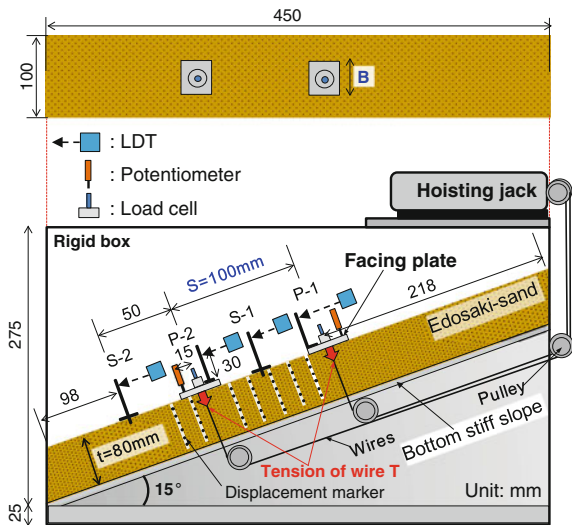 450
100
B
: LDT
: Potentiometer
: Load cell
Hoisting jack
Rigid box
S=100mm
Facing plate
50
P-1
218
S-1
Edosaki-sand
P-2
15
S-2
30
275
98
t=80mm
Pulley
Wires
Bottom stiff slope
Tension of wire T
15°
Displacement marker
Unit: mm
25